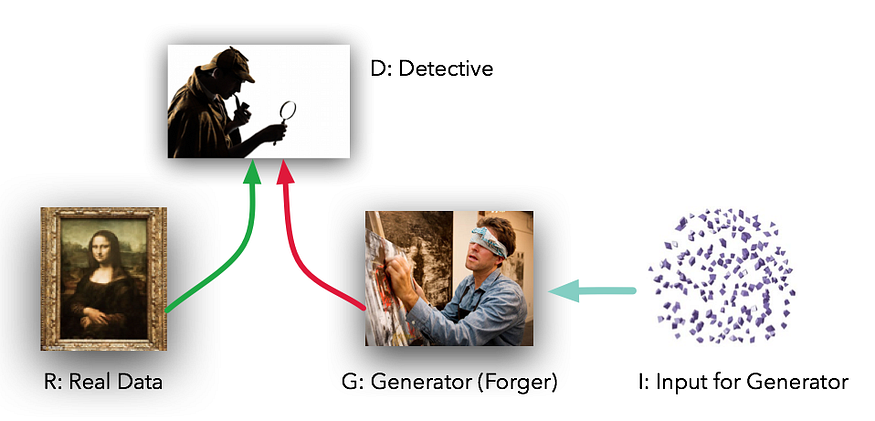 D: Detective
R: Real Data
G: Generator (Forger)
I: Input for Generator